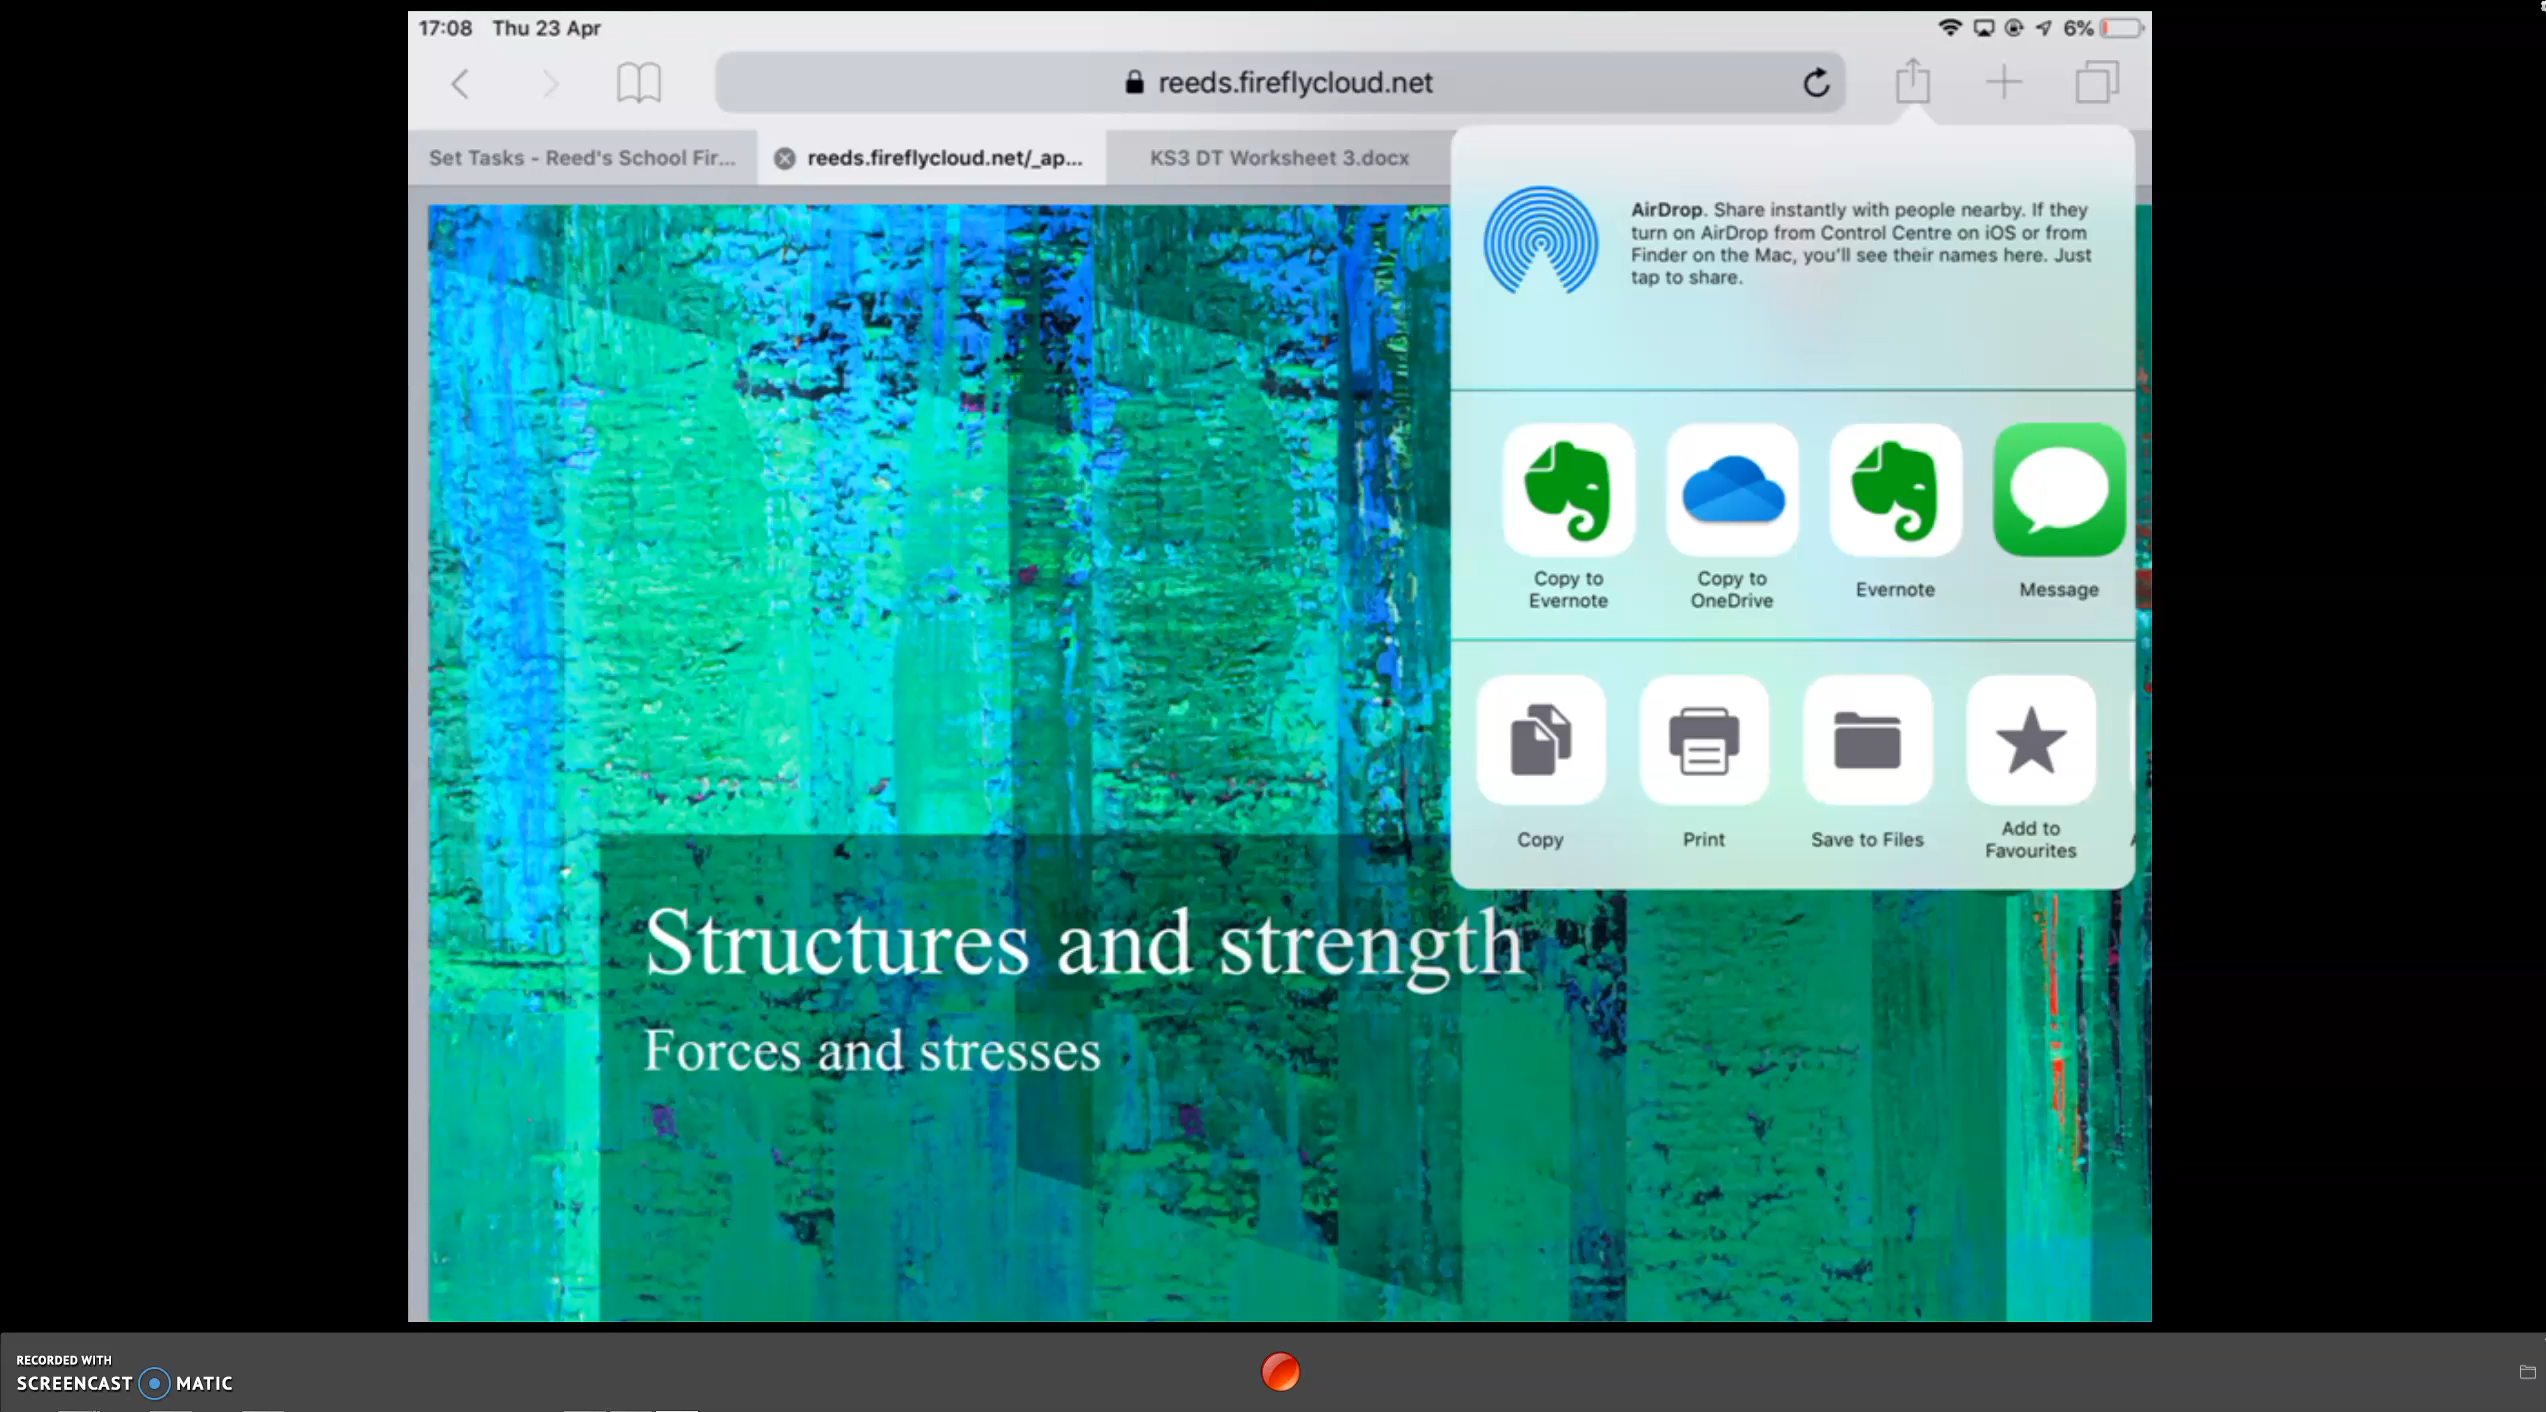 17:08 Thu 23 Apr
6%
reeds.fireflycloud.net
Set Tasks - Reed's School Fir...
reeds.fireflycloud.net/_ap...
KS3 DT Worksheet 3.docx
AirDrop. Share instantly with people nearby. If they
turn on AirDrop from Control Centre on iOS or from
Finder on the Mac, you'll see their names here. Just
tap to share.
Copy to
Evernote
Copy to
OneDrive
Evernote
Message
Copy
Print
Save to Files
Add to
Favourites
Structures and strength
Forces and stresses
RECORDED WITH
SCREENCAST MATIC